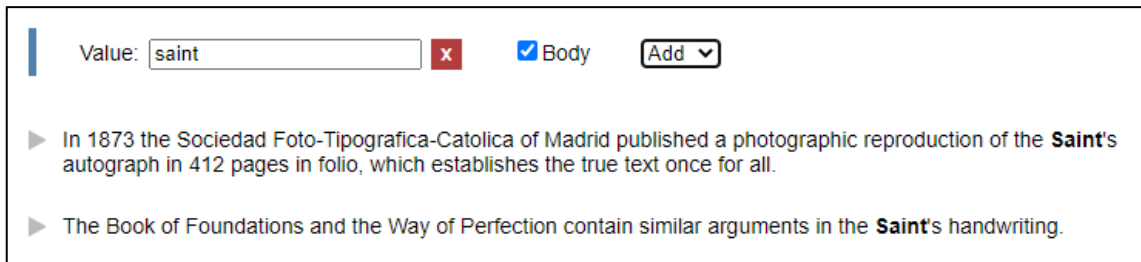 Value: saint x Body Add
In 1873 the Sociedad Foto-Tipografica-Catolica of Madrid published a photographic reproduction of the Saint's
autograph in 412 pages in folio, which establishes the true text once for all.
The Book of Foundations and the Way of Perfection contain similar arguments in the Saint's handwriting.